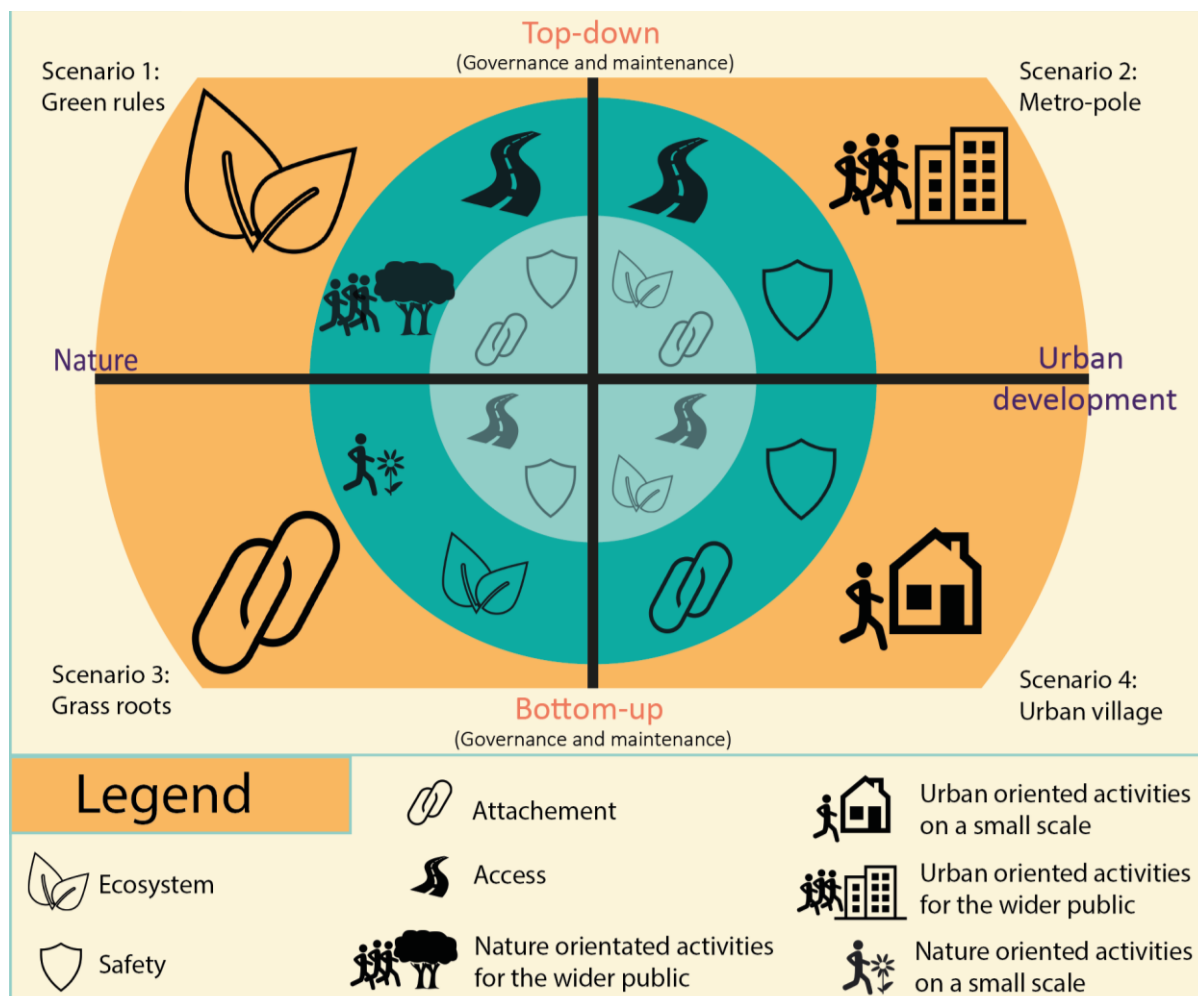 Top-down
(Governance and maintenance)
Scenario 1:
Green rules
Scenario 2:
Metro-pole
Nature
Urban
development
Scenario 3:
Grass roots
Scenario 4:
Urban village
Bottom-up
(Governance and maintenance)
Legend
Ecosystem
Safety
Attachement
Access
Nature orientated activities
for the wider public
Urban oriented activities
on a small scale
Urban oriented activities
for the wider public
Nature oriented activities
on a small scale